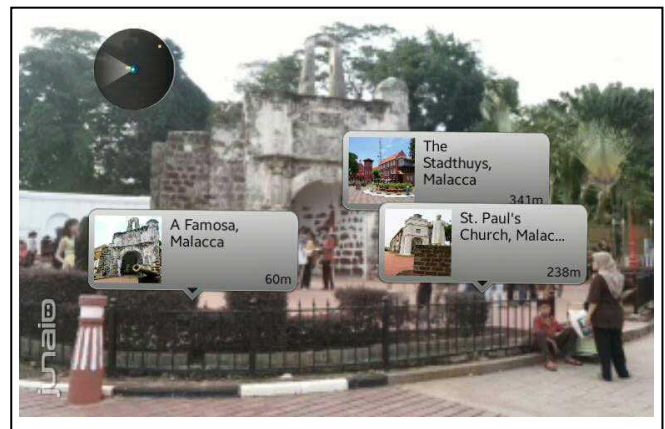 The
Stadthuys,
Malacca
341m
A Famosa,
Malacca
60m
St. Paul's
Church, Malac...
238m
junaio